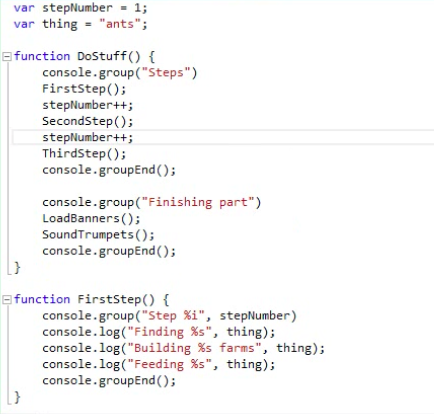 var stepNumber = 1;
var thing = "ants";
function DoStuff() {
console.group("Steps")
FirstStep();
stepNumber++;
SecondStep();
stepNumber++;
ThirdStep();
console.groupEnd();
console.group("Finishing part")
LoadBanners();
SoundTrumpets();
console.groupEnd();
}
function FirstStep() {
console.group("Step %i", stepNumber)
console.log("Finding %s", thing);
console.log("Building %s farms", thing);
console.log("Feeding %s", thing);
console.groupEnd();
}